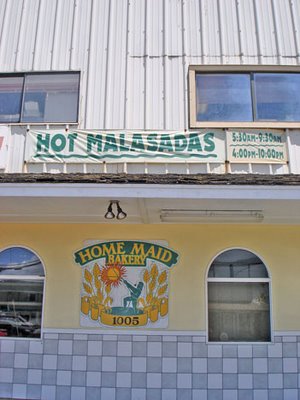 HOT MALASADAS
5:30AM-9:30AM
4:00PM-10:00PM
HOME MAID
BAKERY
1005